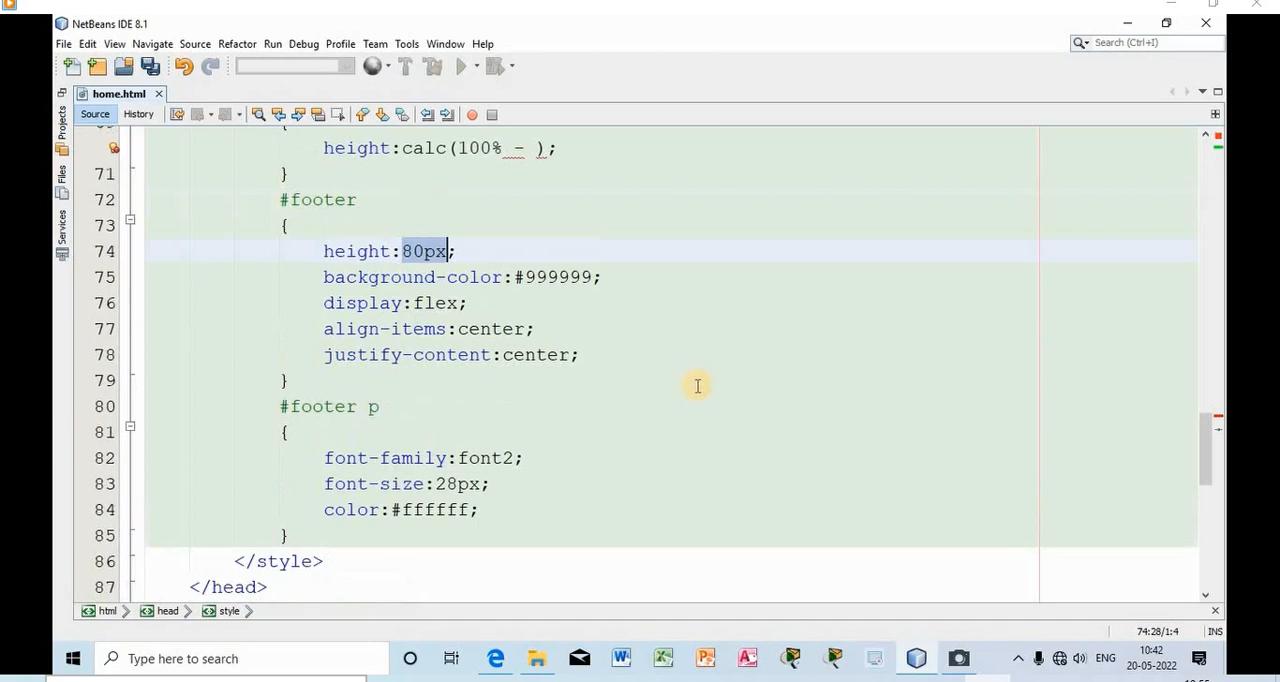 NetBeans IDE 8.1
File Edit View Navigate Source Refactor Run Debug Profile Team Tools Window Help
Search (Ctrl+I)
home.html
Source History
Projects
Files
Services
{
height:calc(100% - );
71 }
72 #footer
73 {
74 height:80px;
75 background-color:#999999;
76 display:flex;
77 align-items:center;
78 justify-content:center;
79 }
80 #footer p
81 {
82 font-family:font2;
83 font-size:28px;
84 color:#ffffff;
85 }
86 </style>
87 </head>
html head style
74:28/1:4 INS
Type here to search
ENG
10:42
20-05-2022